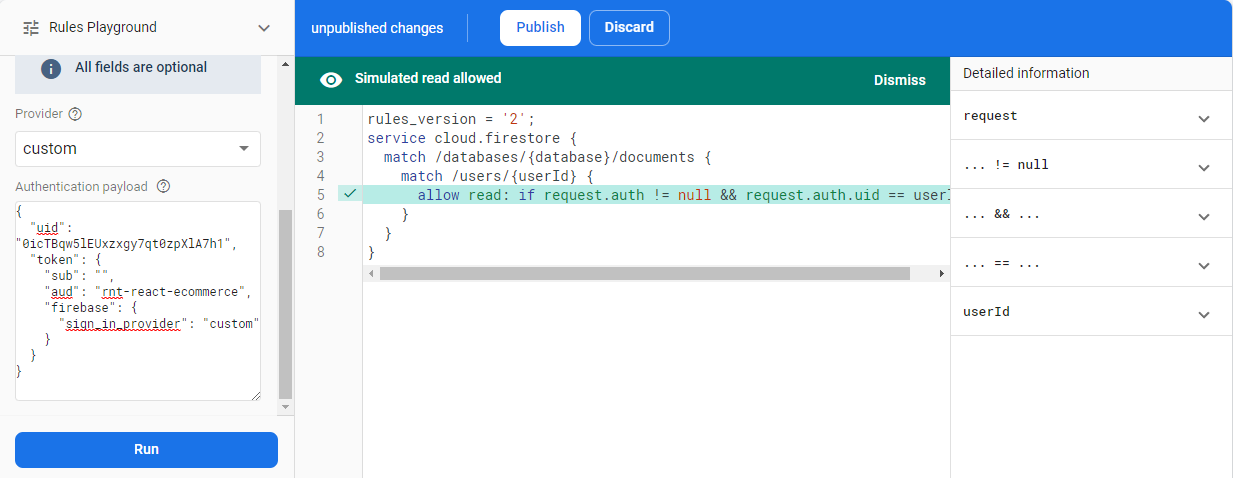 Rules Playground
unpublished changes
Publish
Discard
All fields are optional
Provider
custom
Authentication payload
{
"uid":
"0icTBqw5lEUxzxgy7qt0zpXlA7h1",
"token": {
"sub": "",
"aud": "rnt-react-ecommerce",
"firebase": {
"sign_in_provider": "custom"
}
}
}
Run
Simulated read allowed
Dismiss
1 rules_version = '2';
2 service cloud.firestore {
3 match /databases/{database}/documents {
4 match /users/{userId} {
5 allow read: if request.auth != null && request.auth.uid == userI
6 }
7 }
8 }
Detailed information
request
... != null
... && ...
... == ...
userId